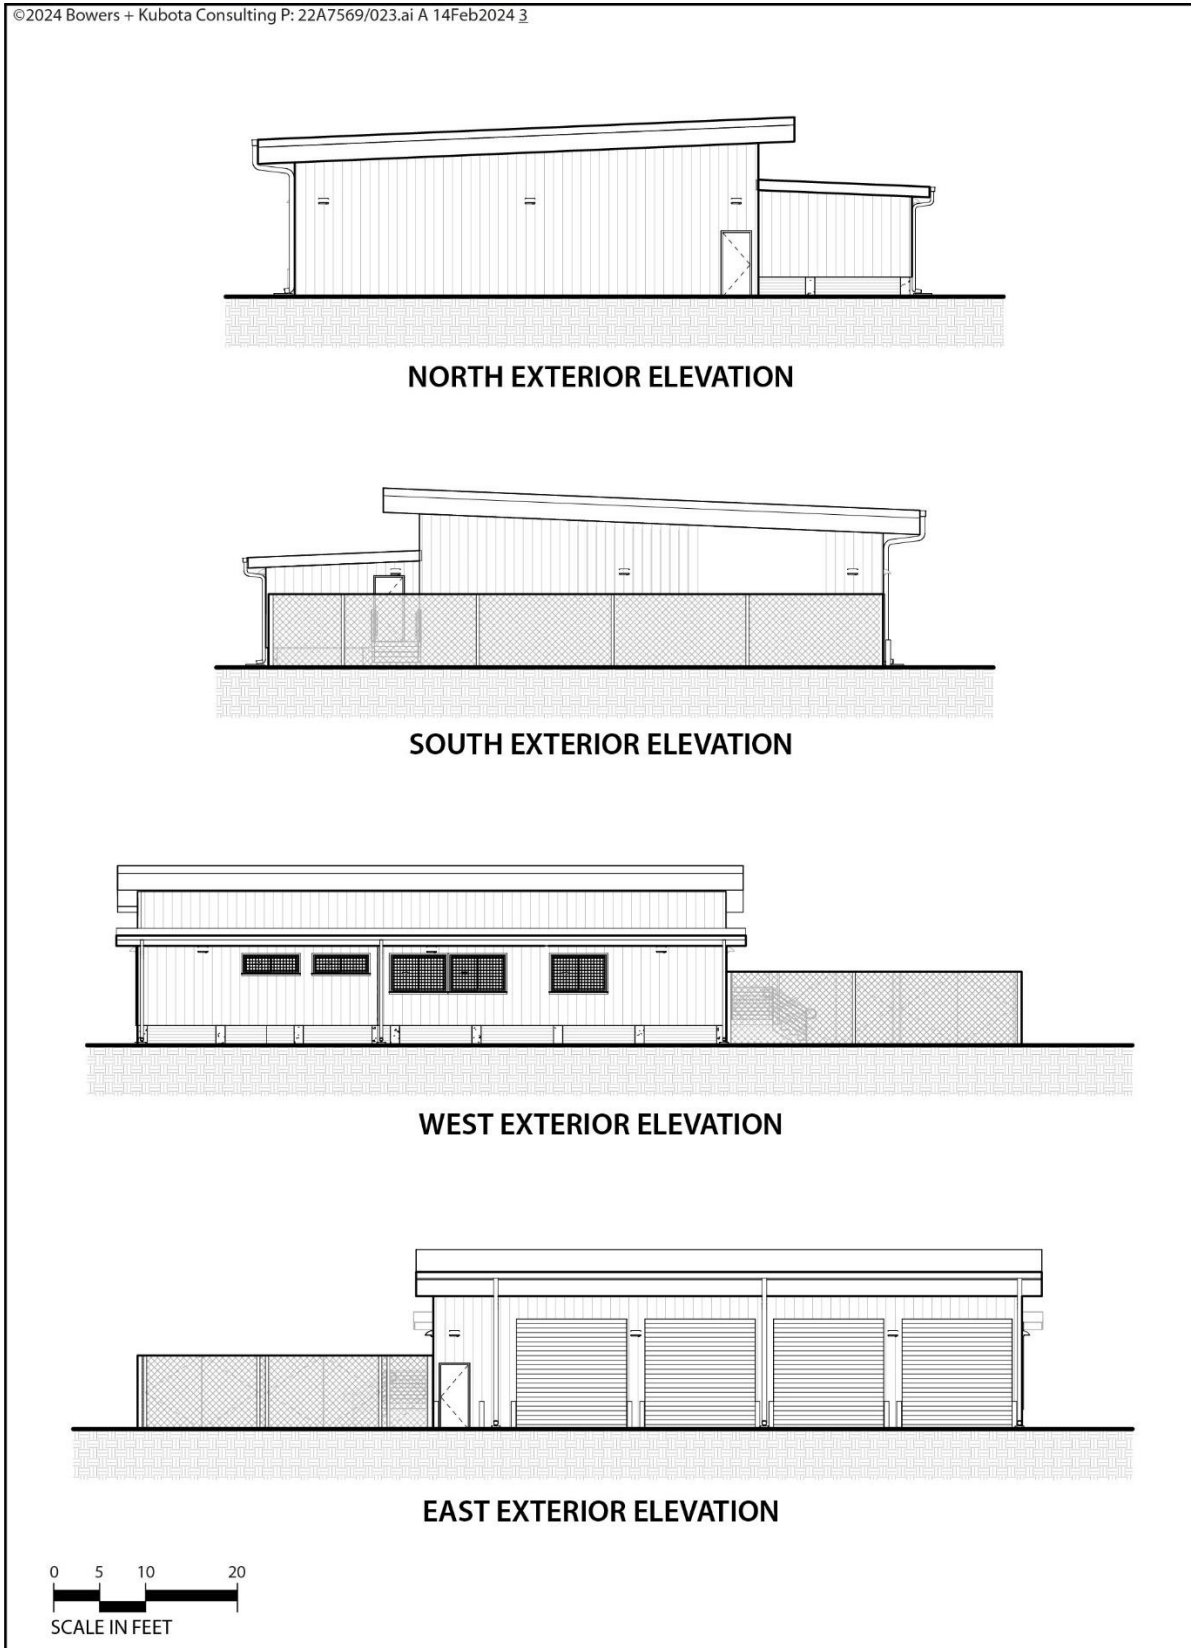 ©2024 Bowers + Kubota Consulting P: 22A7569/023.ai A 14Feb2024 3
NORTH EXTERIOR ELEVATION
SOUTH EXTERIOR ELEVATION
WEST EXTERIOR ELEVATION
EAST EXTERIOR ELEVATION
0 5 10 20
SCALE IN FEET